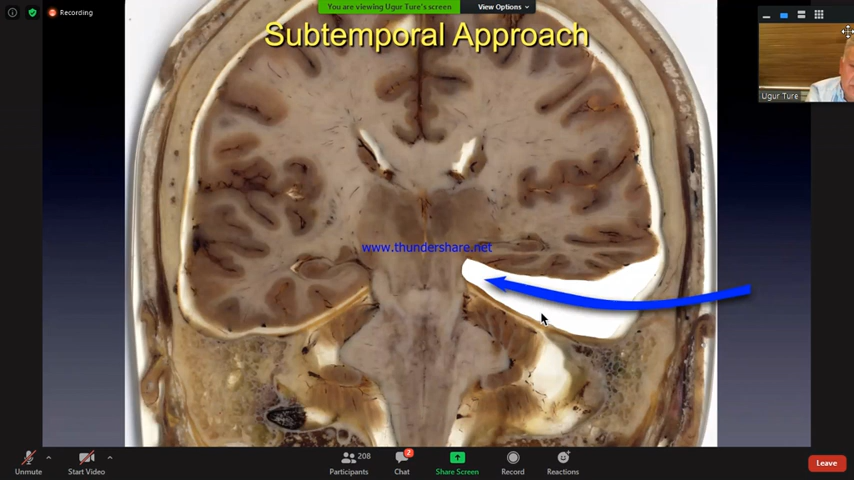 Recording
You are viewing Ugur Ture's screen
View Options
Subtemporal Approach
Ugur Ture
www.thundershare.net
Unmute
Start Video
208
Participants
2
Chat
Share Screen
Record
Reactions
Leave